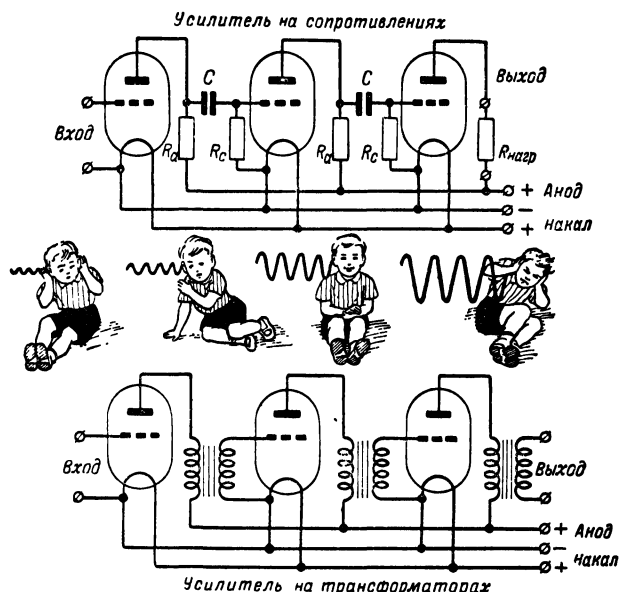 Усилитель на сопротивлениях
C
C
Выход
Вход
Ra
Rc
Ra
Rc
Rнагр
+ Анод
−
+ Накал
Вход
Выход
+ Анод
−
+ Накал
Усилитель на трансформаторах